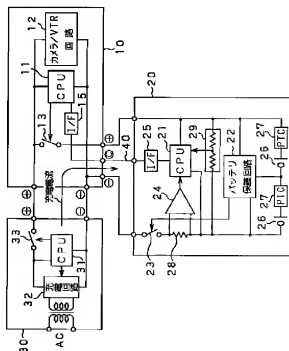 10
カメラ/VTR
回路
12
11
CPU
I/F
15
13
⊕
Ⓒ
⊖
40
充電電流
⊕
⊖
30
33
CPU
31
充電回路
32
AC
20
25
I/F
21
CPU
29
22
バッテリ
保護回路
24
23
28
27
PTC
26
27
PTC
26